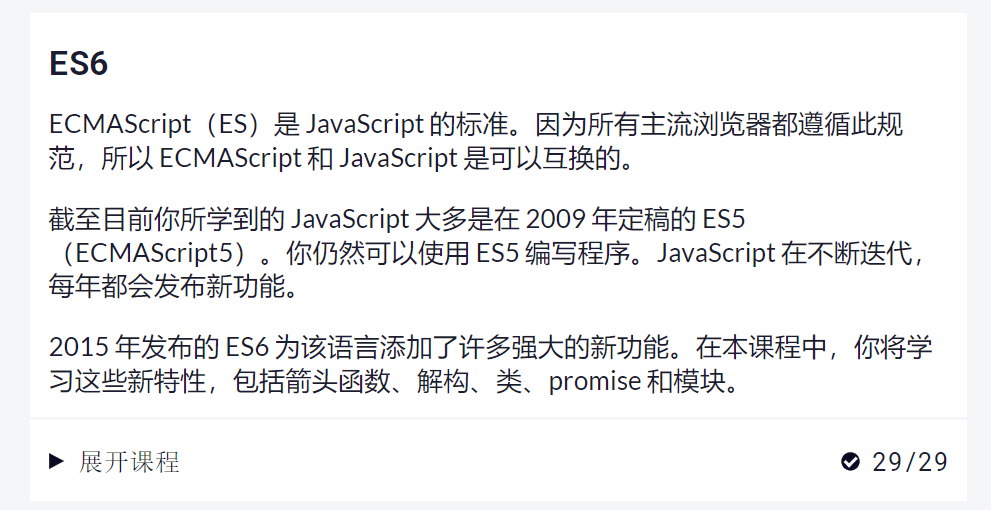 ES6
ECMAScript（ES）是 JavaScript 的标准。因为所有主流浏览器都遵循此规
范，所以 ECMAScript 和 JavaScript 是可以互换的。
截至目前你所学到的 JavaScript 大多是在 2009 年定稿的 ES5
（ECMAScript5）。你仍然可以使用 ES5 编写程序。JavaScript 在不断迭代，
每年都会发布新功能。
2015 年发布的 ES6 为该语言添加了许多强大的新功能。在本课程中，你将
学习这些新特性，包括箭头函数、解构、类、promise 和模块。
展开课程 29/29